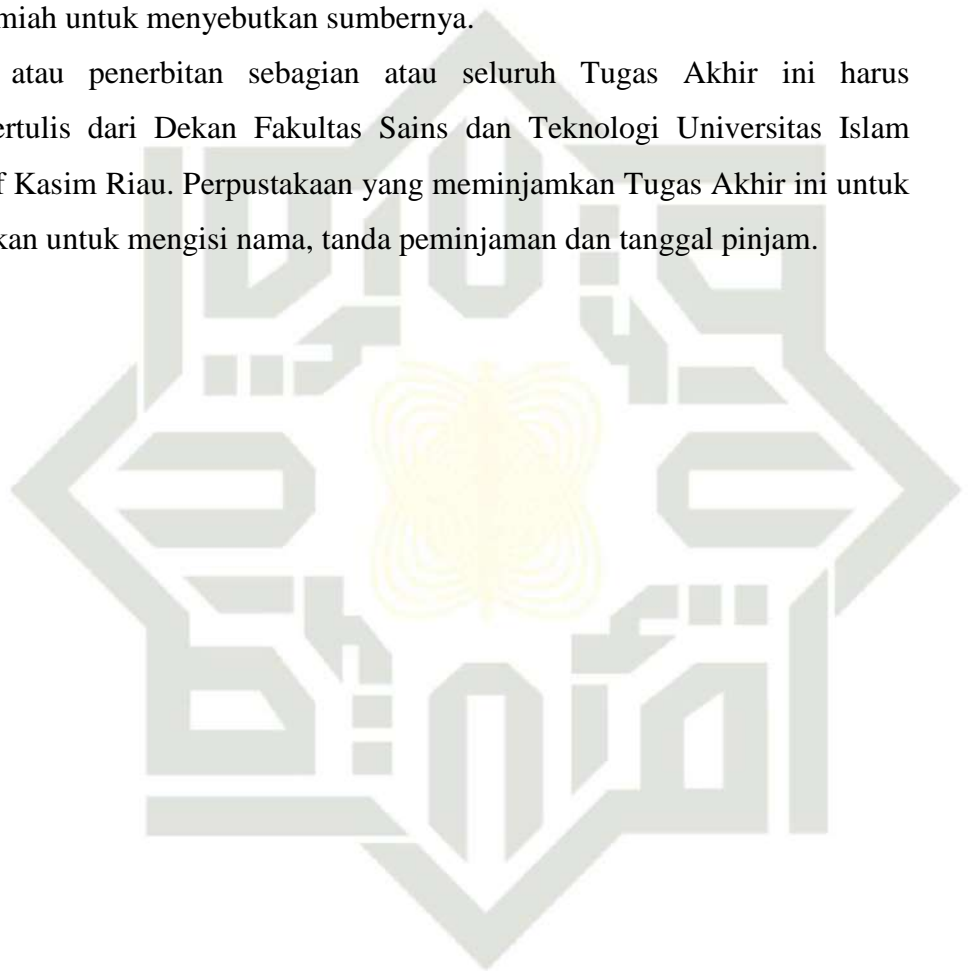 miah untuk menyebutkan sumbernya.
atau penerbitan sebagian atau seluruh Tugas Akhir ini harus
ertulis dari Dekan Fakultas Sains dan Teknologi Universitas Islam
f Kasim Riau. Perpustakaan yang meminjamkan Tugas Akhir ini untuk
kan untuk mengisi nama, tanda peminjaman dan tanggal pinjam.